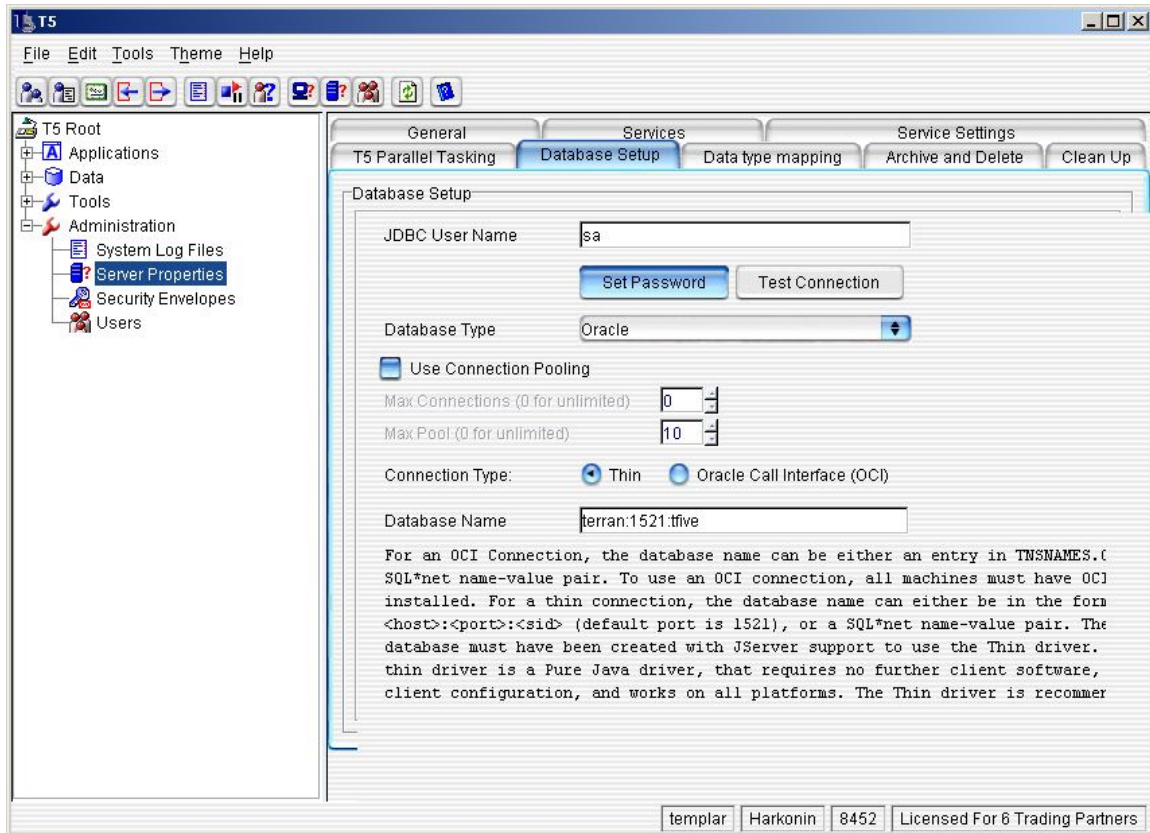 T5
File Edit Tools Theme Help
T5 Root
Applications
Data
Tools
Administration
System Log Files
Server Properties
Security Envelopes
Users
General Services Service Settings
T5 Parallel Tasking Database Setup Data type mapping Archive and Delete Clean Up
Database Setup
JDBC User Name sa
Set Password Test Connection
Database Type Oracle
Use Connection Pooling
Max Connections (0 for unlimited) 0
Max Pool (0 for unlimited) 10
Connection Type: Thin Oracle Call Interface (OCI)
Database Name terran:1521:tfive
For an OCI Connection, the database name can be either an entry in TNSNAMES.
SQL*net name-value pair. To use an OCI connection, all machines must have OCI
installed. For a thin connection, the database name can either be in the
<host>:<port>:<sid> (default port is 1521), or a SQL*net name-value pair. The
database must have been created with JServer support to use the Thin driver.
thin driver is a Pure Java driver, that requires no further client software,
client configuration, and works on all platforms. The Thin driver is
templar Harkonin 8452 Licensed For 6 Trading Partners